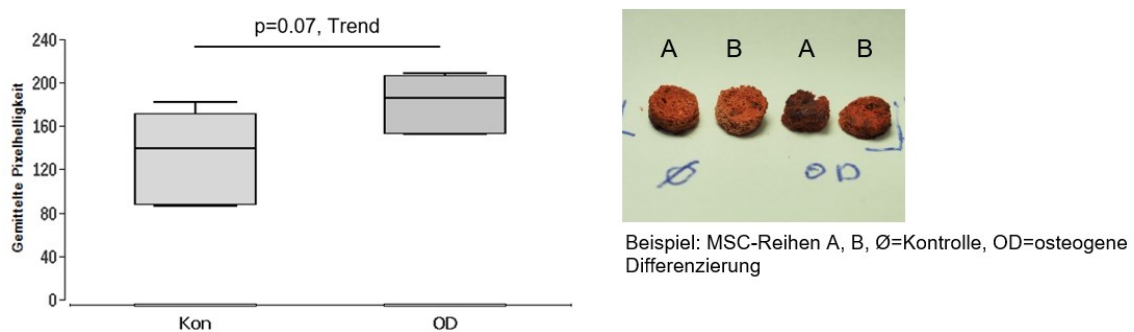 p=0.07, Trend
Gemittelte Pixelhelligkeit
240
200
160
120
80
40
0
Kon
OD
A B A B
Ø OD
Beispiel: MSC-Reihen A, B, Ø=Kontrolle, OD=osteogene
Differenzierung